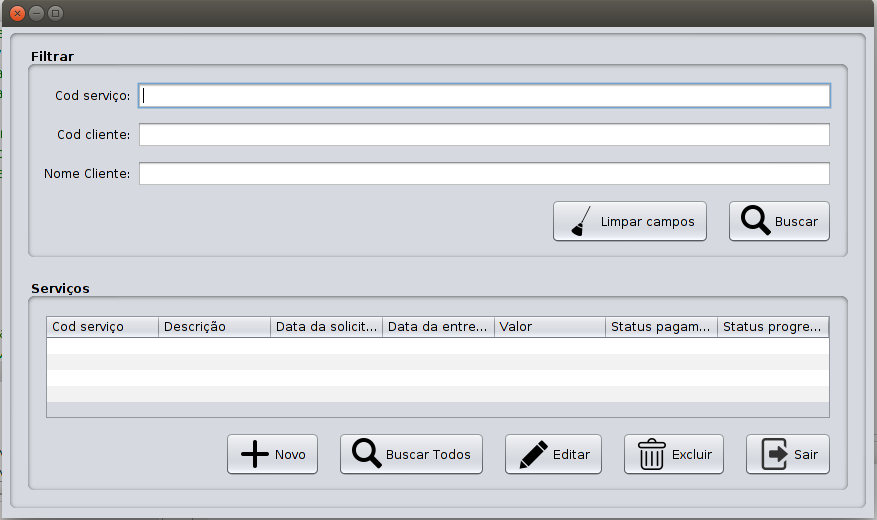 Filtrar
Cod serviço:
Cod cliente:
Nome Cliente:
Limpar campos Buscar
Serviços
Cod serviço Descrição Data da solicit... Data da entre... Valor Status pagam... Status progre...
Novo Buscar Todos Editar Excluir Sair